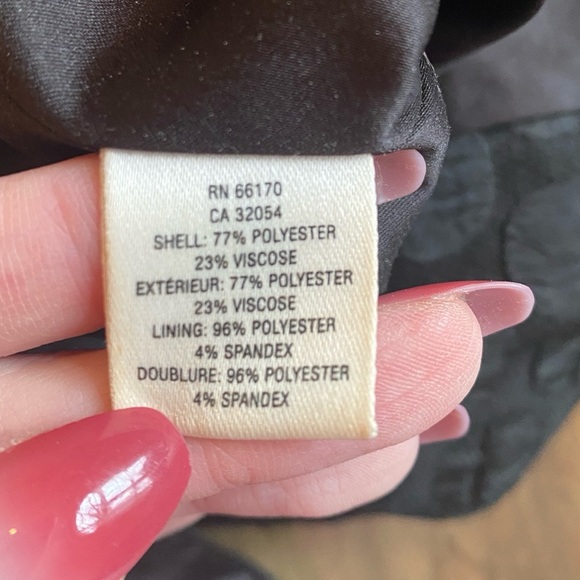 RN 66170
CA 32054
SHELL: 77% POLYESTER
23% VISCOSE
EXTÉRIEUR: 77% POLYESTER
23% VISCOSE
LINING: 96% POLYESTER
4% SPANDEX
DOUBLURE: 96% POLYESTER
4% SPANDEX